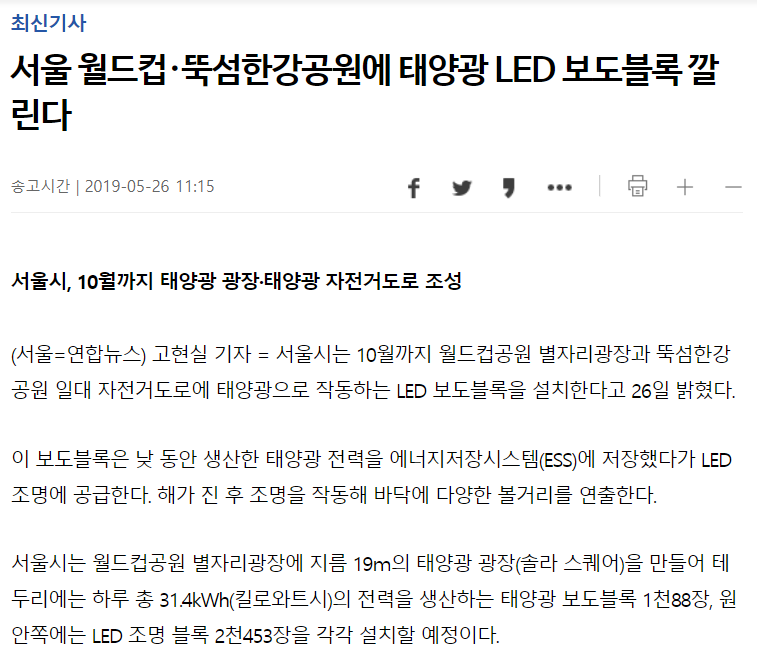 최신기사
서울 월드컵·뚝섬한강공원에 태양광 LED 보도블록 깔
린다
송고시간 | 2019-05-26 11:15
서울시, 10월까지 태양광 광장·태양광 자전거도로 조성
(서울=연합뉴스) 고현실 기자 = 서울시는 10월까지 월드컵공원 별자리광장과 뚝섬한강
공원 일대 자전거도로에 태양광으로 작동하는 LED 보도블록을 설치한다고 26일 밝혔다.
이 보도블록은 낮 동안 생산한 태양광 전력을 에너지저장시스템(ESS)에 저장했다가 LED
조명에 공급한다. 해가 진 후 조명을 작동해 바닥에 다양한 볼거리를 연출한다.
서울시는 월드컵공원 별자리광장에 지름 19m의 태양광 광장(솔라 스퀘어)을 만들어 테
두리에는 하루 총 31.4kWh(킬로와트시)의 전력을 생산하는 태양광 보도블록 1천88장, 원
안쪽에는 LED 조명 블록 2천453장을 각각 설치할 예정이다.